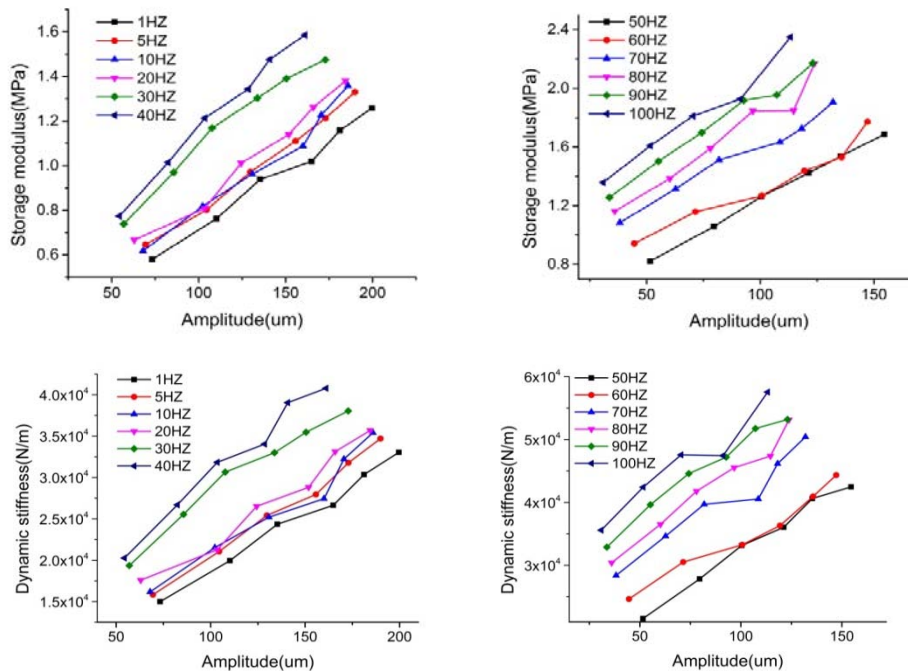 1HZ
5HZ
10HZ
20HZ
30HZ
40HZ
1.6
1.4
1.2
1.0
0.8
0.6
Storage modulus(MPa)
50 100 150 200
Amplitude(um)
50HZ
60HZ
70HZ
80HZ
90HZ
100HZ
2.4
2.0
1.6
1.2
0.8
Storage modulus(MPa)
50 100 150
Amplitude(um)
1HZ
5HZ
10HZ
20HZ
30HZ
40HZ
4.0x10⁴
3.5x10⁴
3.0x10⁴
2.5x10⁴
2.0x10⁴
1.5x10⁴
Dynamic stiffness(N/m)
50 100 150 200
Amplitude(um)
50HZ
60HZ
70HZ
80HZ
90HZ
100HZ
6x10⁴
5x10⁴
4x10⁴
3x10⁴
Dynamic stiffness(N/m)
50 100 150
Amplitude(um)